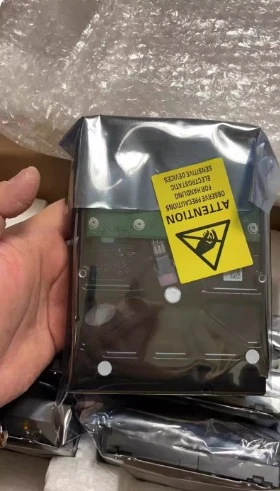 ATTENTION
OBSERVE PRECAUTIONS
FOR HANDLING
ELECTROSTATIC
SENSITIVE DEVICES